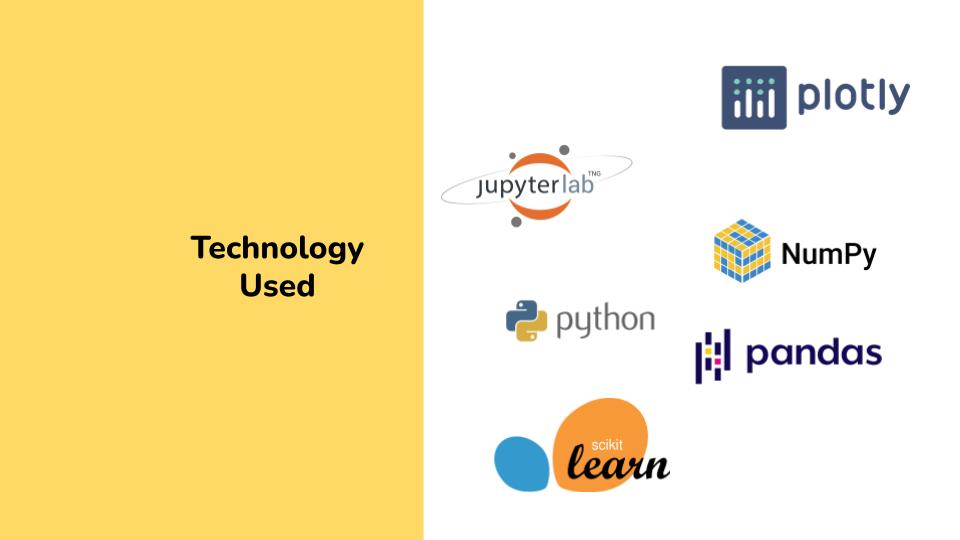 Technology
Used
plotly
jupyterlab TNG
NumPy
python
pandas
scikit
learn